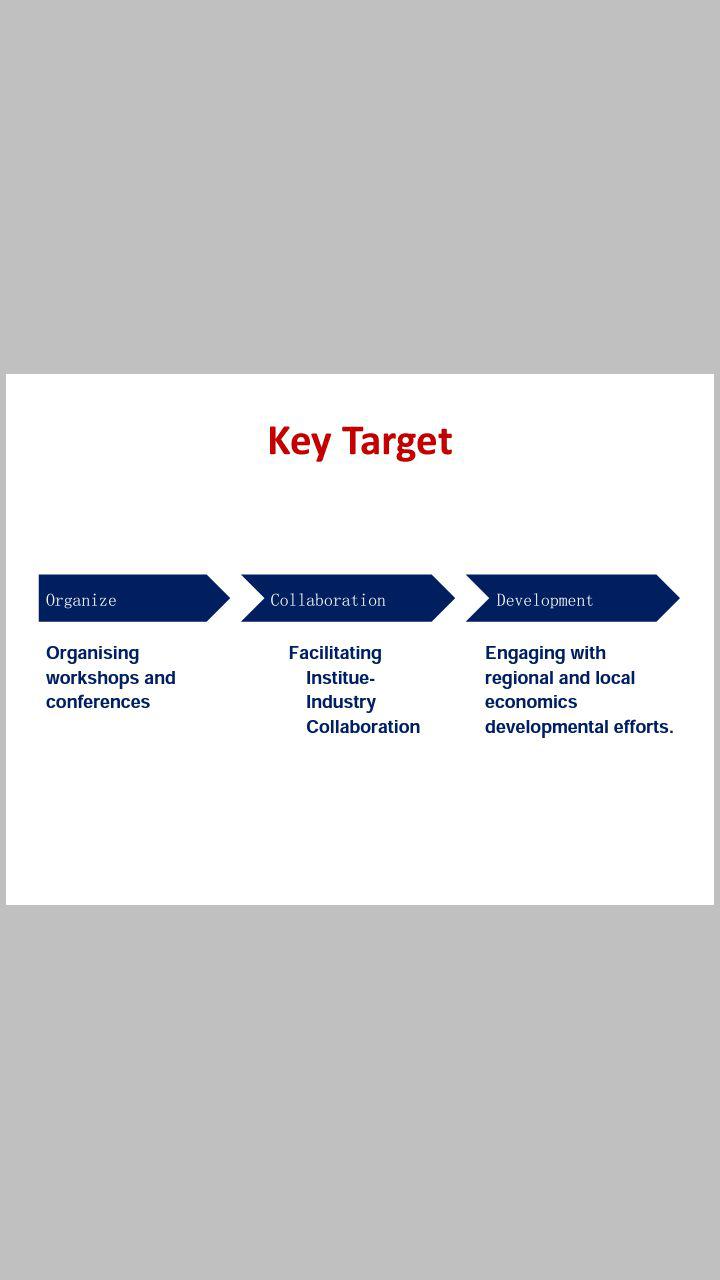 Key Target
Organize
Collaboration
Development
Organising
workshops and
conferences
Facilitating
Institue-
Industry
Collaboration
Engaging with
regional and local
economics
developmental efforts.